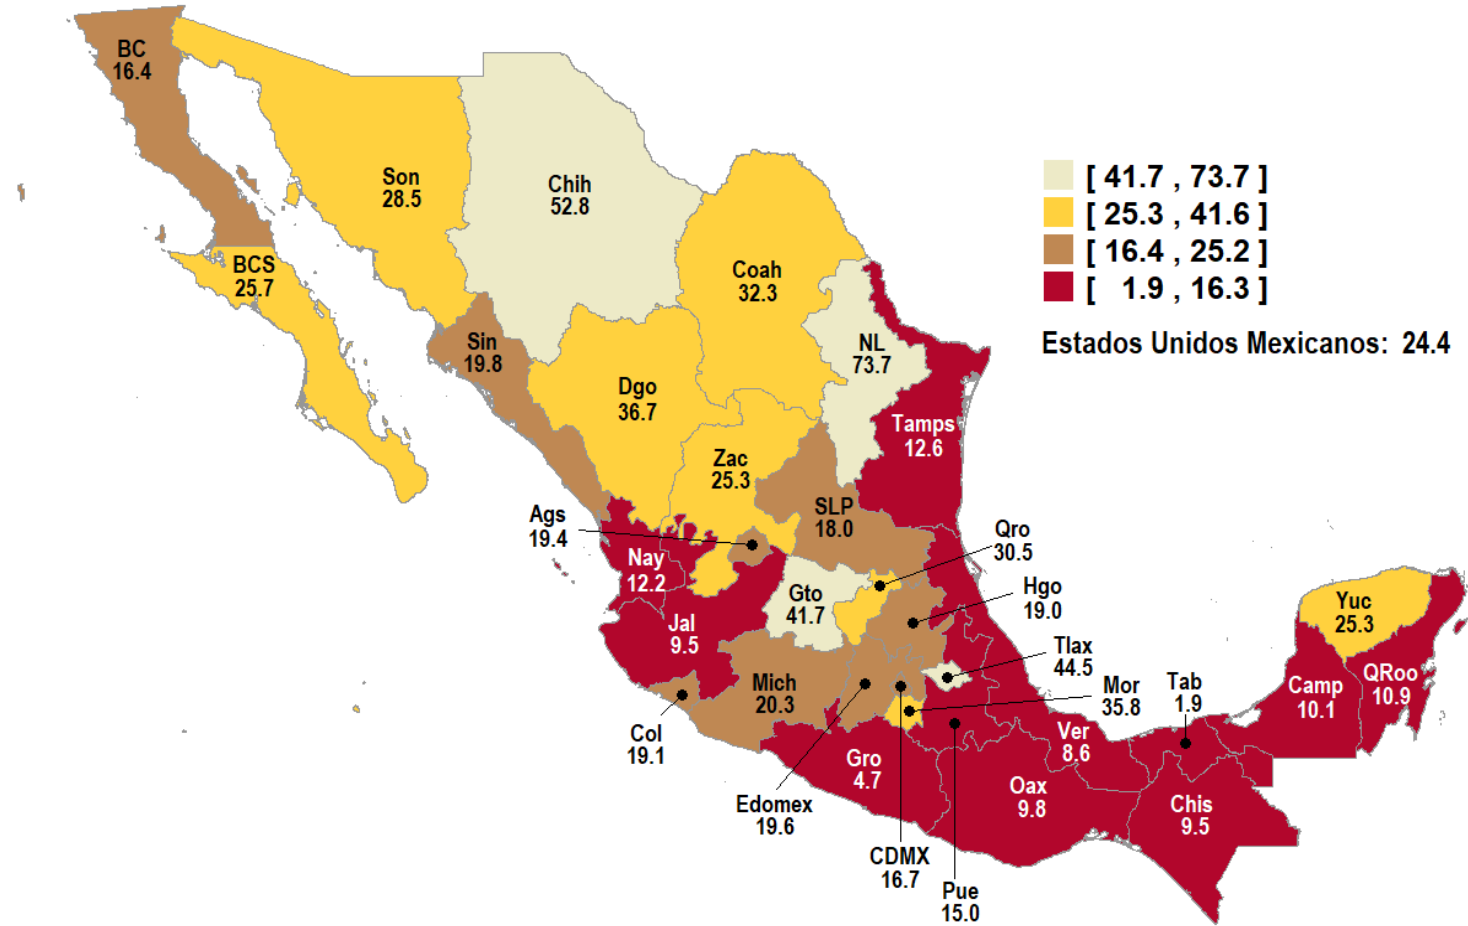 BC
16.4
Son
28.5
Chih
52.8
BCS
25.7
Coah
32.3
[ 41.7 , 73.7 ]
[ 25.3 , 41.6 ]
[ 16.4 , 25.2 ]
[ 1.9 , 16.3 ]
Estados Unidos Mexicanos: 24.4
Sin
19.8
NL
73.7
Dgo
36.7
Tamps
12.6
Zac
25.3
SLP
18.0
Ags
19.4
Qro
30.5
Nay
12.2
Hgo
19.0
Gto
41.7
Yuc
25.3
Jal
9.5
Tlax
44.5
Mich
20.3
Mor
35.8
Tab
1.9
Camp
10.1
QRoo
10.9
Col
19.1
Ver
8.6
Gro
4.7
Oax
9.8
Chis
9.5
Edomex
19.6
CDMX
16.7
Pue
15.0